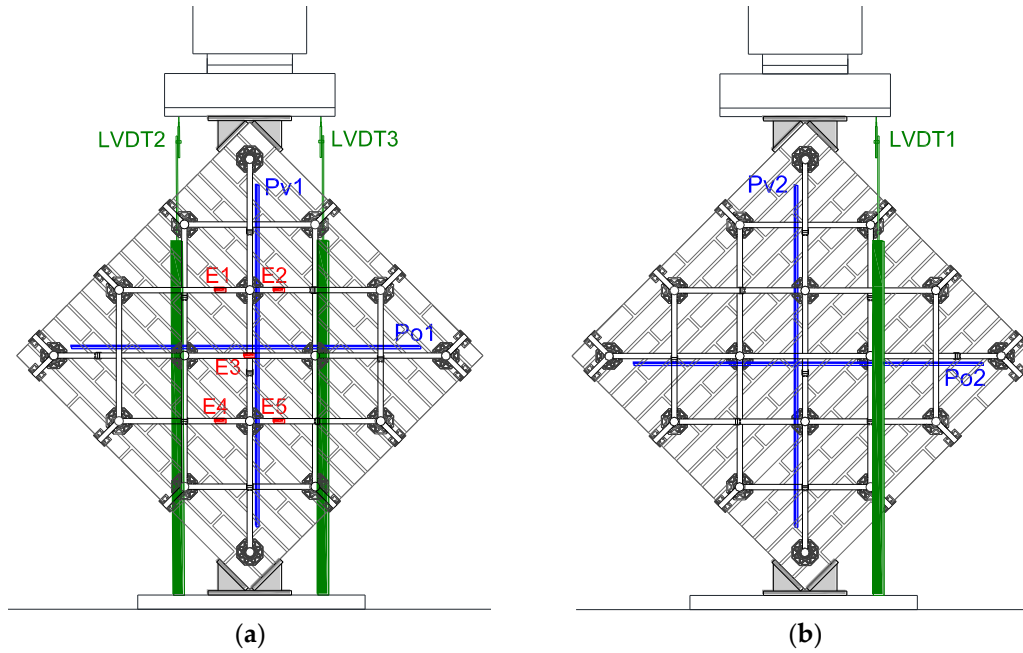 LVDT2 LVDT3 LVDT1
Pv1 Pv2
E1 E2
Po1
E3 Po2
E4 E5
(a) (b)